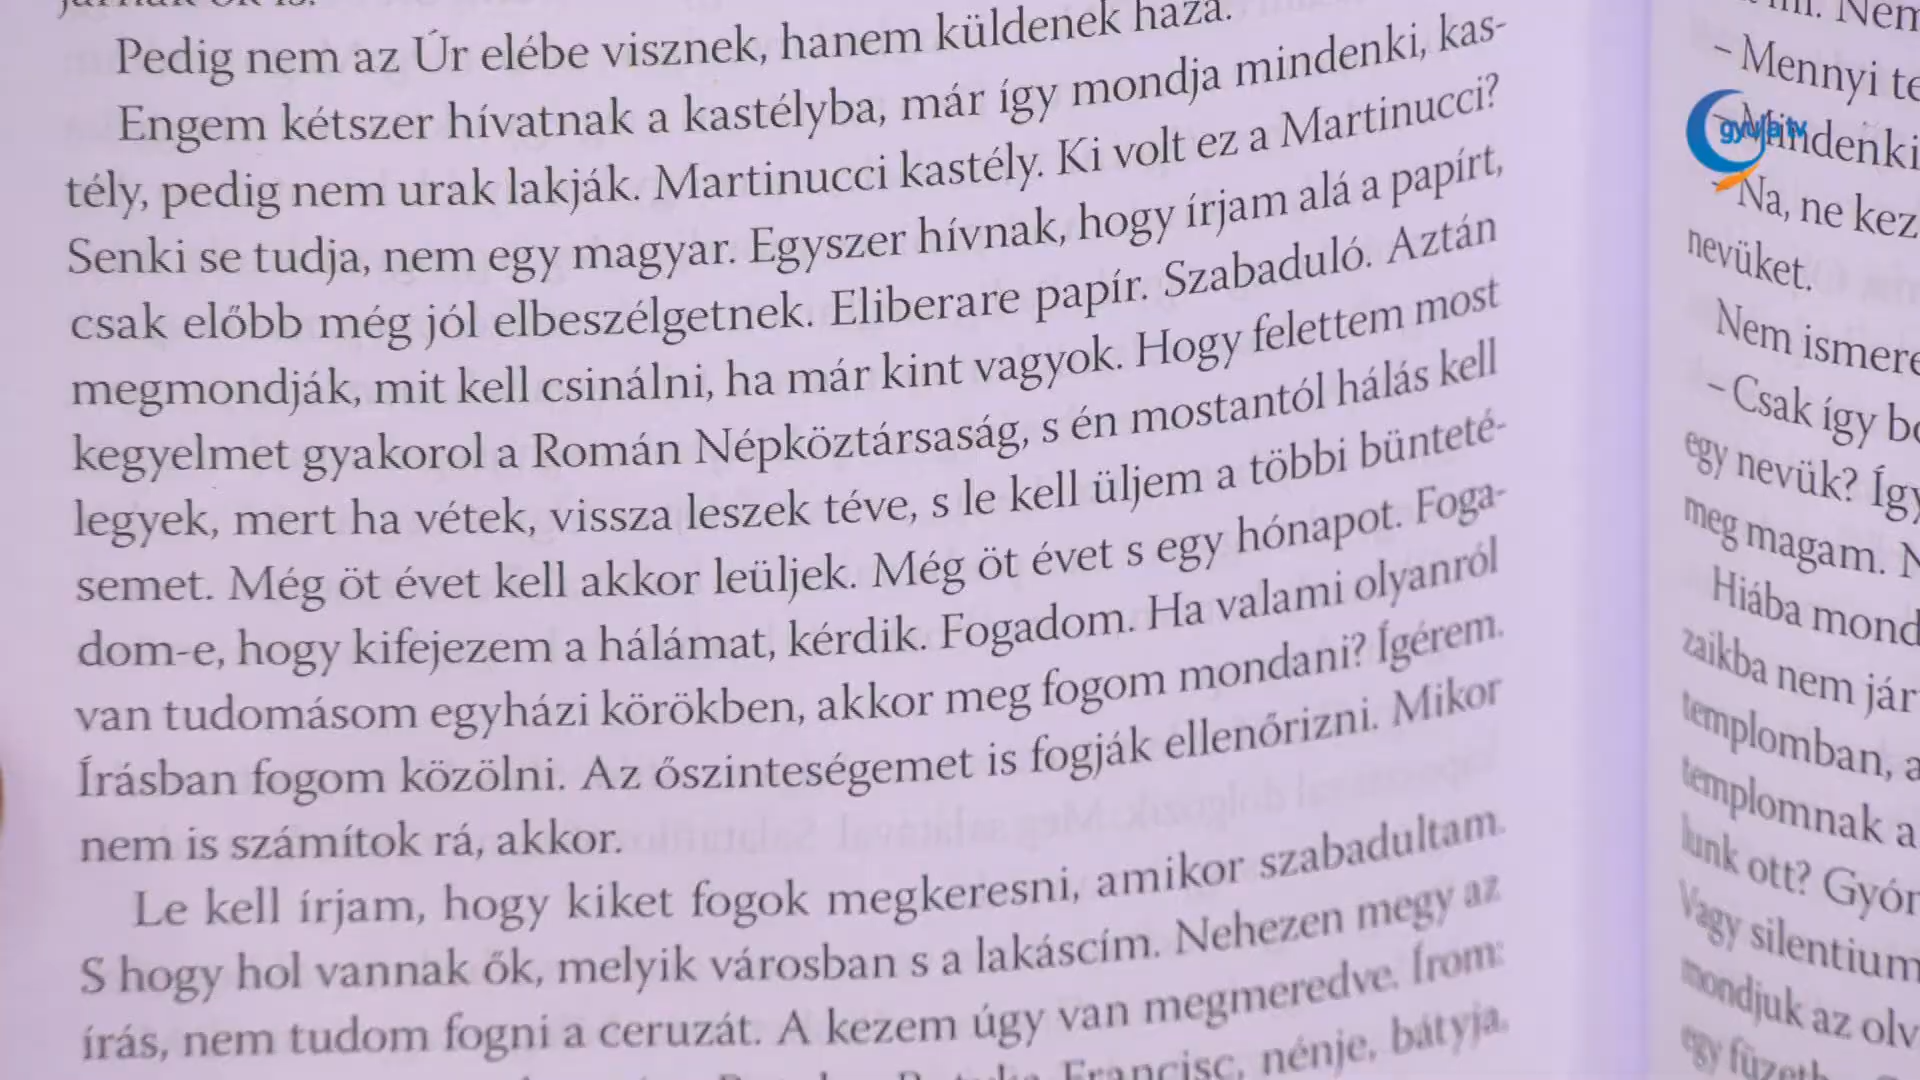 Pedig nem az Úr elébe visznek, hanem küldenek haza.
Engem kétszer hívatnak a kastélyba, már így mondja mindenki, kas-
tély, pedig nem urak lakják. Martinucci kastély. Ki volt ez a Martinucci?
Senki se tudja, nem egy magyar. Egyszer hívnak, hogy írjam alá a papírt,
csak előbb még jól elbeszélgetnek. Eliberare papír. Szabaduló. Aztán
megmondják, mit kell csinálni, ha már kint vagyok. Hogy felettem most
kegyelmet gyakorol a Román Népköztársaság, s én mostantól hálás kell
legyek, mert ha vétek, vissza leszek téve, s le kell üljem a többi bünteté-
semet. Még öt évet kell akkor leüljek. Még öt évet s egy hónapot. Foga-
dom-e, hogy kifejezem a hálámat, kérdik. Fogadom. Ha valami olyanról
van tudomásom egyházi körökben, akkor meg fogom mondani? Ígérem.
Írásban fogom közölni. Az őszinteségemet is fogják ellenőrizni. Mikor
nem is számítok rá, akkor.
Le kell írjam, hogy kiket fogok megkeresni, amikor szabadultam.
S hogy hol vannak ők, melyik városban s a lakáscím. Nehezen megy az
írás, nem tudom fogni a ceruzát. A kezem úgy van megmeredve. Írom:
Francisc, nénje, bátyja,
Nem
– Mennyi
Mindenki
– Na, ne
nevüket.
Nem
– Csak így
egy nevük? Így
meg magam.
Hiába
zaikba nem jár
templomban,
templomnak a
lunk ott?
Vagy silentium
mondjuk az
egy
gyula tv